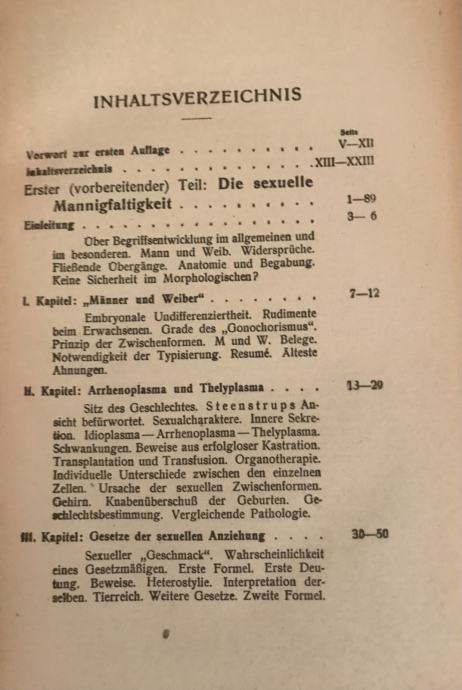 INHALTSVERZEICHNIS
Seite
Vorwort zur ersten Auflage . . . . . . . . . V—XII
Inhaltsverzeichnis . . . . . . . . . . . . . . XIII—XXIII
Erster (vorbereitender) Teil: Die sexuelle
Mannigfaltigkeit . . . . . . . . . 1—89
Einleitung . . . . . . . . . . . . . . . . 3— 6
Über Begriffsentwicklung im allgemeinen und
im besonderen. Mann und Weib. Widersprüche.
Fließende Übergänge. Anatomie und Begabung.
Keine Sicherheit im Morphologischen?
I. Kapitel: „Männer und Weiber“ . . . . . . . . 7—12
Embryonale Undifferenziertheit. Rudimente
beim Erwachsenen. Grade des „Gonochorismus“.
Prinzip der Zwischenformen. M und W. Belege.
Notwendigkeit der Typisierung. Resumé. Älteste
Ahnungen.
II. Kapitel: Arrhenoplasma und Thelyplasma . . . . 13—29
Sitz des Geschlechtes. Steenstrups An-
sicht befürwortet. Sexualcharaktere. Innere Sekre-
tion. Idioplasma—Arrhenoplasma—Thelyplasma.
Schwankungen. Beweise aus erfolgloser Kastration.
Transplantation und Transfusion. Organotherapie.
Individuelle Unterschiede zwischen den einzelnen
Zellen. Ursache der sexuellen Zwischenformen.
Gehirn. Knabenüberschuß der Geburten. Ge-
schlechtsbestimmung. Vergleichende Pathologie.
III. Kapitel: Gesetze der sexuellen Anziehung . . . . 30—50
Sexueller „Geschmack“. Wahrscheinlichkeit
eines Gesetzmäßigen. Erste Formel. Erste Deu-
tung. Beweise. Heterostylie. Interpretation der-
selben. Tierreich. Weitere Gesetze. Zweite Formel.